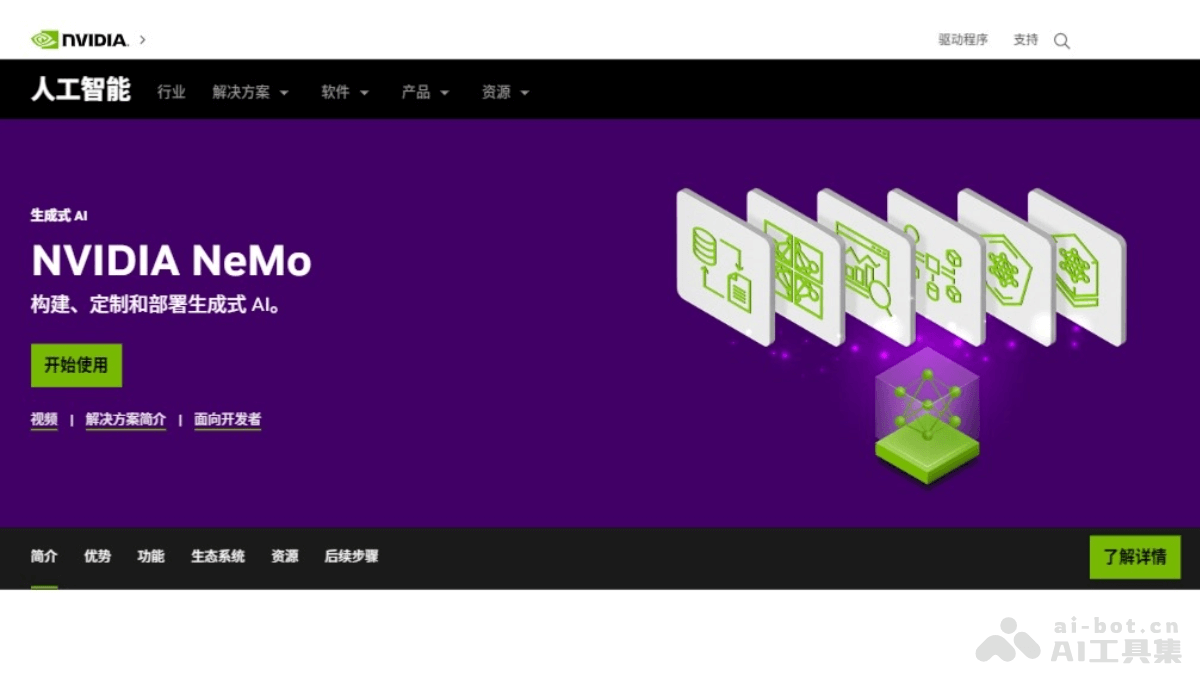 NVIDIA.
驱动程序 支持
人工智能 行业 解决方案 软件 产品 资源
生成式 AI
NVIDIA NeMo
构建、定制和部署生成式 AI。
开始使用
视频 | 解决方案简介 | 面向开发者
简介 优势 功能 生态系统 资源 后续步骤 了解详情
ai-bot.cn
AI工具集